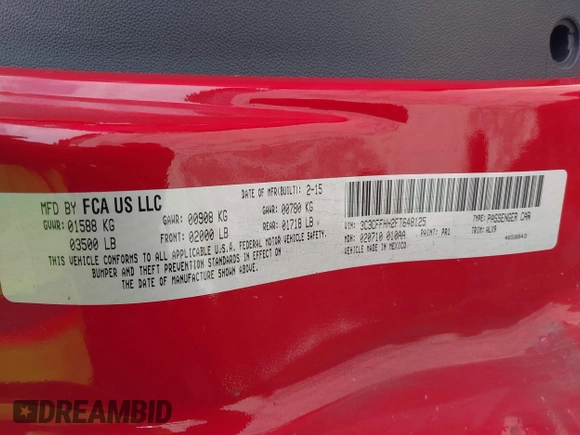 MFD BY FCA US LLC
DATE OF MFR(BUILT): 2-15
GVWR: 01588 KG
GAWR: 00908 KG
GAWR: 00780 KG
03500 LB
FRONT: 02000 LB
REAR: 01718 LB
THIS VEHICLE CONFORMS TO ALL APPLICABLE U.S.A. FEDERAL MOTOR VEHICLE SAFETY,
BUMPER AND THEFT PREVENTION STANDARDS IN EFFECT ON
THE DATE OF MANUFACTURE SHOWN ABOVE.
VIN: 3C3CFFHH2FT648125
TYPE: PASSENGER CAR
MDH: 020710 010AA
PAINT: PR1
TRIM: ALX9
VEHICLE MADE IN MEXICO
DREAMBID